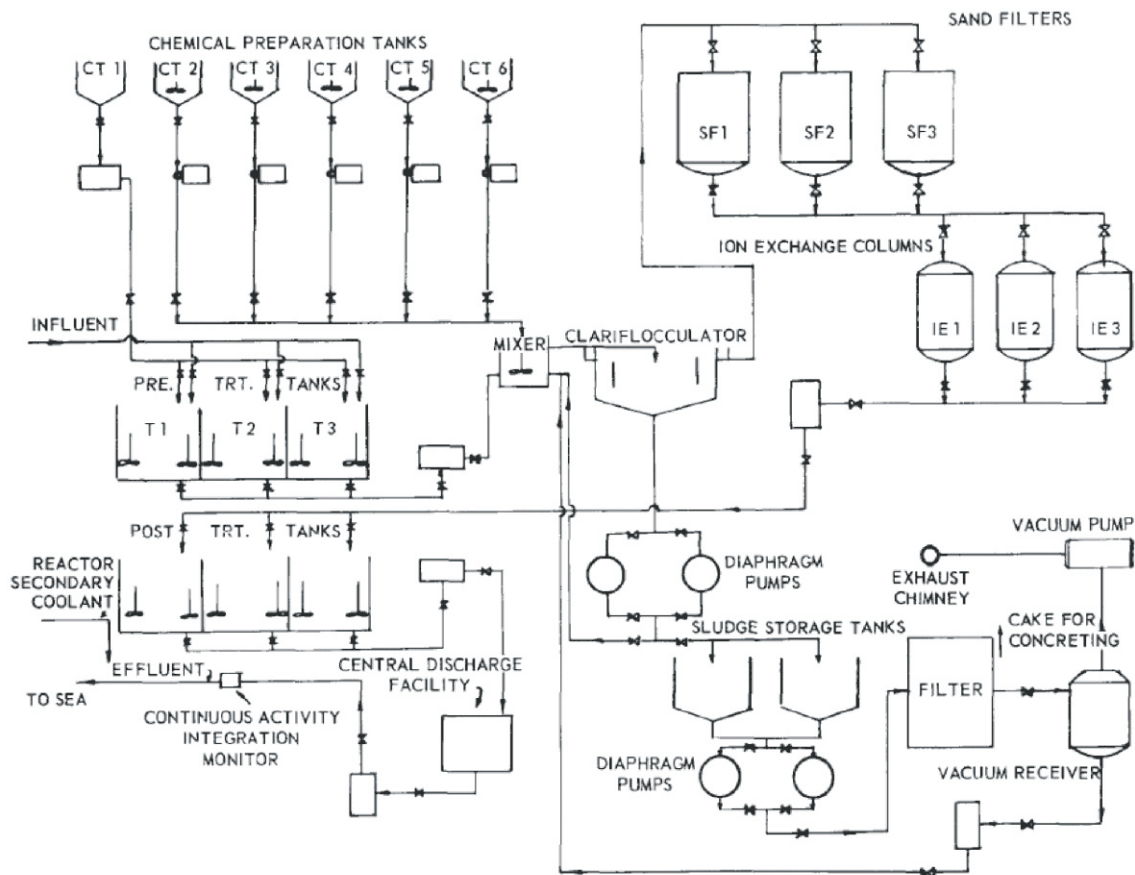 SAND FILTERS
CHEMICAL PREPARATION TANKS
CT 1
CT 2
CT 3
CT 4
CT 5
CT 6
SF1
SF2
SF3
ION EXCHANGE COLUMNS
INFLUENT
MIXER
CLARIFLOCCULATOR
IE 1
IE 2
IE 3
PRE. TRT. TANKS
T 1
T 2
T 3
POST TRT. TANKS
REACTOR
SECONDARY
COOLANT
DIAPHRAGM
PUMPS
VACUUM PUMP
EXHAUST
CHIMNEY
SLUDGE STORAGE TANKS
CAKE FOR
CONCRETING
EFFLUENT
CENTRAL DISCHARGE
FACILITY
TO SEA
CONTINUOUS ACTIVITY
INTEGRATION
MONITOR
FILTER
DIAPHRAGM
PUMPS
VACUUM RECEIVER